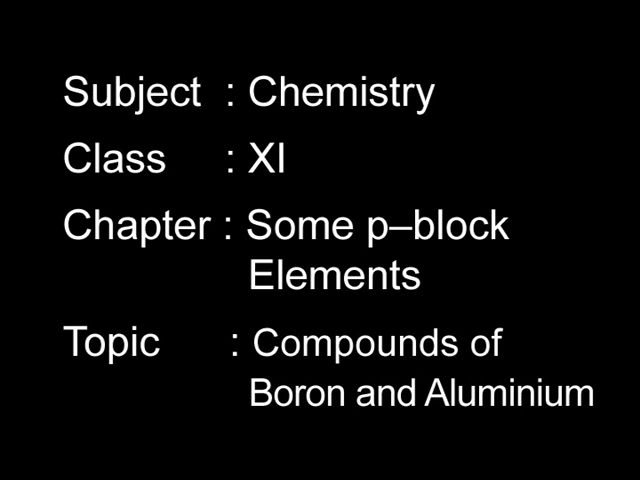 Subject : Chemistry
Class : XI
Chapter : Some p–block
Elements
Topic : Compounds of
Boron and Aluminium